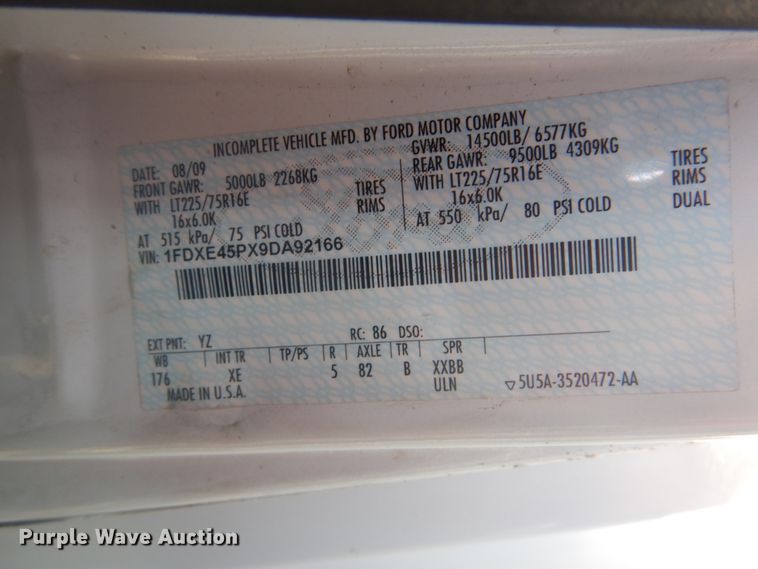 INCOMPLETE VEHICLE MFD. BY FORD MOTOR COMPANY
DATE: 08/09 GVWR: 14500LB/ 6577KG
FRONT GAWR: 5000LB 2268KG REAR GAWR: 9500LB 4309KG
WITH LT225/75R16E TIRES WITH LT225/75R16E TIRES
16x6.0K RIMS 16x6.0K RIMS
AT 515 kPa/ 75 PSI COLD AT 550 kPa/ 80 PSI COLD DUAL
VIN: 1FDXE45PX9DA92166
EXT PNT: YZ RC: 86 DSO:
WB INT TR TP/PS R AXLE TR SPR
176 XE 5 82 B XXBB
MADE IN U.S.A. ULN ▽5U5A-3520472-AA
Purple Wave Auction